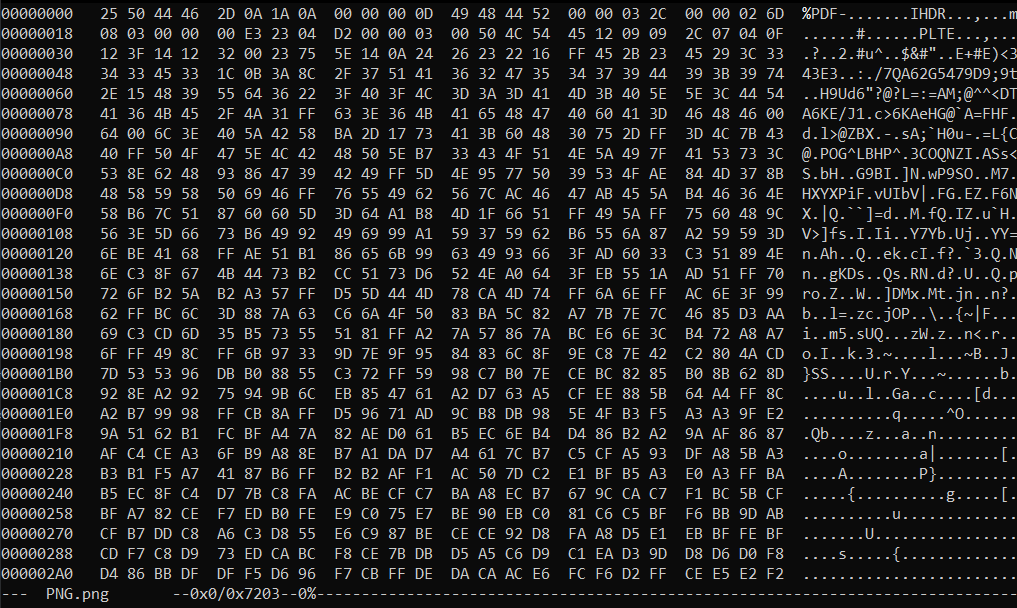 00000000 25 50 44 46 2D 0A 1A 0A 00 00 00 0D 49 48 44 52 00 00 03 2C 00 00 02 6D %PDF-.......IHDR...,...m
00000018 08 03 00 00 00 E3 23 04 D2 00 00 03 00 50 4C 54 45 12 09 09 2C 07 04 0F ......#......PLTE...,...
00000030 12 3F 14 12 32 00 23 75 5E 14 0A 24 26 23 22 16 FF 45 2B 23 45 29 3C 33 .?..2.#u^..$&#"..E+#E)<3
00000048 34 33 45 33 1C 0B 3A 8C 2F 37 51 41 36 32 47 35 34 37 39 44 39 3B 39 74 43E3..:./7QA62G5479D9;9t
00000060 2E 15 48 39 55 64 36 22 3F 40 3F 4C 3D 3A 3D 41 4D 3B 40 5E 5E 3C 44 54 ..H9Ud6"?@?L=:=AM;@^^<DT
00000078 41 36 4B 45 2F 4A 31 FF 63 3E 36 4B 41 65 48 47 40 60 41 3D 46 48 46 00 A6KE/J1.c>6KAeHG@`A=FHF.
00000090 64 00 6C 3E 40 5A 42 58 BA 2D 17 73 41 3B 60 48 30 75 2D FF 3D 4C 7B 43 d.l>@ZBX.-.sA;`H0u-.=L{C
000000A8 40 FF 50 4F 47 5E 4C 42 48 50 5E B7 33 43 4F 51 4E 5A 49 7F 41 53 73 3C @.POG^LBHP^.3COQNZI.ASs<
000000C0 53 8E 62 48 93 86 47 39 42 49 FF 5D 4E 95 77 50 39 53 4F AE 84 4D 37 8B S.bH..G9BI.]N.wP9SO..M7.
000000D8 48 58 59 58 50 69 46 FF 76 55 49 62 56 7C AC 46 47 AB 45 5A B4 46 36 4E HXYXPiF.vUIbV|.FG.EZ.F6N
000000F0 58 B6 7C 51 87 60 60 5D 3D 64 A1 B8 4D 1F 66 51 FF 49 5A FF 75 60 48 9C X.|Q.``]=d..M.fQ.IZ.u`H.
00000108 56 3E 5D 66 73 B6 49 92 49 69 99 A1 59 37 59 62 B6 55 6A 87 A2 59 59 3D V>]fs.I.Ii..Y7Yb.Uj..YY=
00000120 6E BE 41 68 FF AE 51 B1 86 65 6B 99 63 49 93 66 3F AD 60 33 C3 51 89 4E n.Ah..Q..ek.cI.f?.`3.Q.N
00000138 6E C3 8F 67 4B 44 73 B2 CC 51 73 D6 52 4E A0 64 3F EB 55 1A AD 51 FF 70 n..gKDs..Qs.RN.d?.U..Q.p
00000150 72 6F B2 5A B2 A3 57 FF D5 5D 44 4D 78 CA 4D 74 FF 6A 6E FF AC 6E 3F 99 ro.Z..W..]DMx.Mt.jn..n?.
00000168 62 FF BC 6C 3D 88 7A 63 C6 6A 4F 50 83 BA 5C 82 A7 7B 7E 7C 46 85 D3 AA b..l=.zc.jOP..\..{~|F...
00000180 69 C3 CD 6D 35 B5 73 55 51 81 FF A2 7A 57 86 7A BC E6 6E 3C B4 72 A8 A7 i..m5.sUQ...zW.z..n<.r..
00000198 6F FF 49 8C FF 6B 97 33 9D 7E 9F 95 84 83 6C 8F 9E C8 7E 42 C2 80 4A CD o.I..k.3.~....l...~B..J.
000001B0 7D 53 53 96 DB B0 88 55 C3 72 FF 59 98 C7 B0 7E CE BC 82 85 B0 8B 62 8D }SS....U.r.Y...~......b.
000001C8 92 8E A2 92 75 94 9B 6C EB 85 47 61 A2 D7 63 A5 CF EE 88 5B 64 A4 FF 8C ....u..l..Ga..c....[d...
000001E0 A2 B7 99 98 FF CB 8A FF D5 96 71 AD 9C B8 DB 98 5E 4F B3 F5 A3 A3 9F E2 ..........q.....^O......
000001F8 9A 51 62 B1 FC BF A4 7A 82 AE D0 61 B5 EC 6E B4 D4 86 B2 A2 9A AF 86 87 .Qb....z...a..n.........
00000210 AF C4 CE A3 6F B9 A8 8E B7 A1 DA D7 A4 61 7C B7 C5 CF A5 93 DF A8 5B A3 ....o........a|.......[.
00000228 B3 B1 F5 A7 41 87 B6 FF B2 B2 AF F1 AC 50 7D C2 E1 BF B5 A3 E0 A3 FF BA ....A........P}.........
00000240 B5 EC 8F C4 D7 7B C8 FA AC BE CF C7 BA A8 EC B7 67 9C CA C7 F1 BC 5B CF .....{..........g.....[.
00000258 BF A7 82 CE F7 ED B0 FE E9 C0 75 E7 BE 90 EB C0 81 C6 C5 BF F6 BB 9D AB ..........u.............
00000270 CF B7 DD C8 A6 C3 D8 55 E6 C9 87 BE CE CE 92 D8 FA A8 D5 E1 EB BF FE BF .......U................
00000288 CD F7 C8 D9 73 ED CA BC F8 CE 7B DB D5 A5 C6 D9 C1 EA D3 9D D8 D6 D0 F8 ....s.....{.............
000002A0 D4 86 BB DF DF F5 D6 96 F7 CB FF DE DA CA AC E6 FC F6 D2 FF CE E5 E2 F2 ........................
--- PNG.png --0x0/0x7203--0%---------------------------------------------------------------